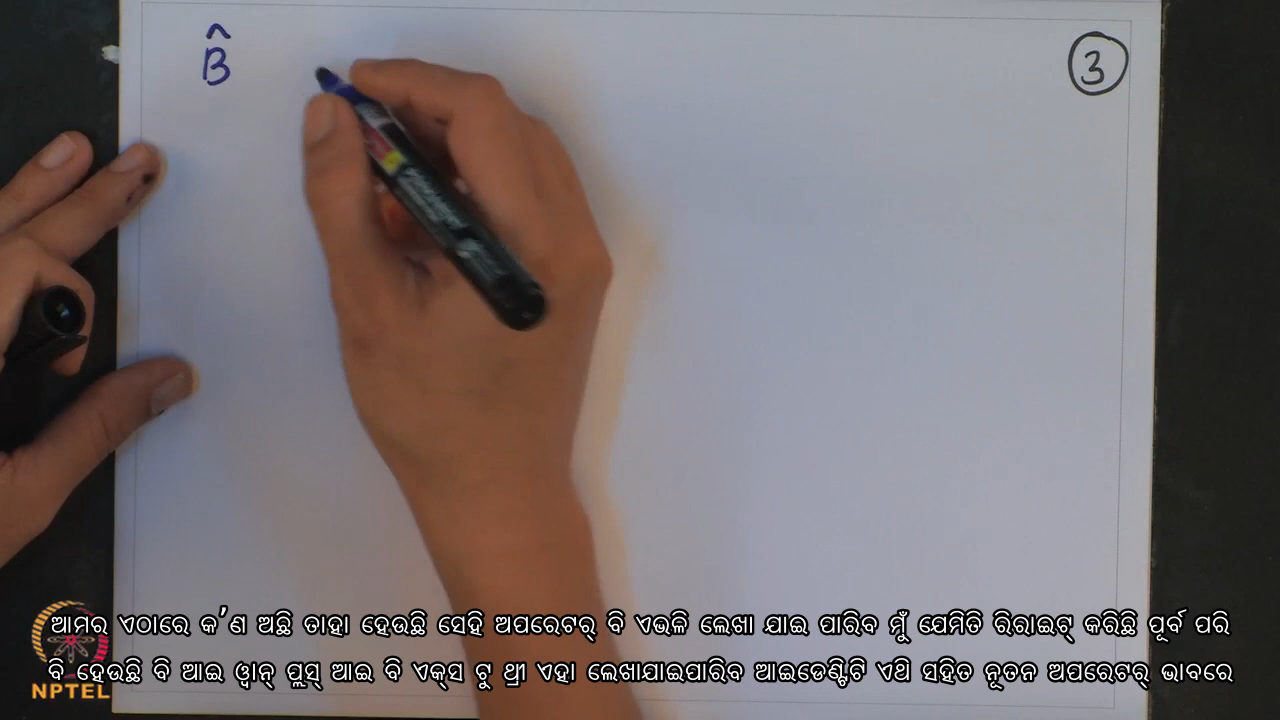 B̂
3
ଆମର ଏଠାରେ କ'ଣ ଅଛି ତାହା ହେଉଛି ସେହି ଅପରେଟର୍ ବି ଏଭଳି ଲେଖା ଯାଇ ପାରିବ ମୁଁ ଯେମିତି ରିରାଇଟ୍ କରିଛି ପୂର୍ବ ପରି
ବି ହେଉଛି ବି ଆଇ ୱାନ୍ ପ୍ଲସ୍ ଆଇ ବି ଏକ୍ସ ଟୁ ଥ୍ରୀ ଏହା ଲେଖାଯାଇପାରିବ ଆଇଡେଣ୍ଟିଟି ଏଥି ସହିତ ନୂତନ ଅପରେଟର୍ ଭାବରେ
NPTEL